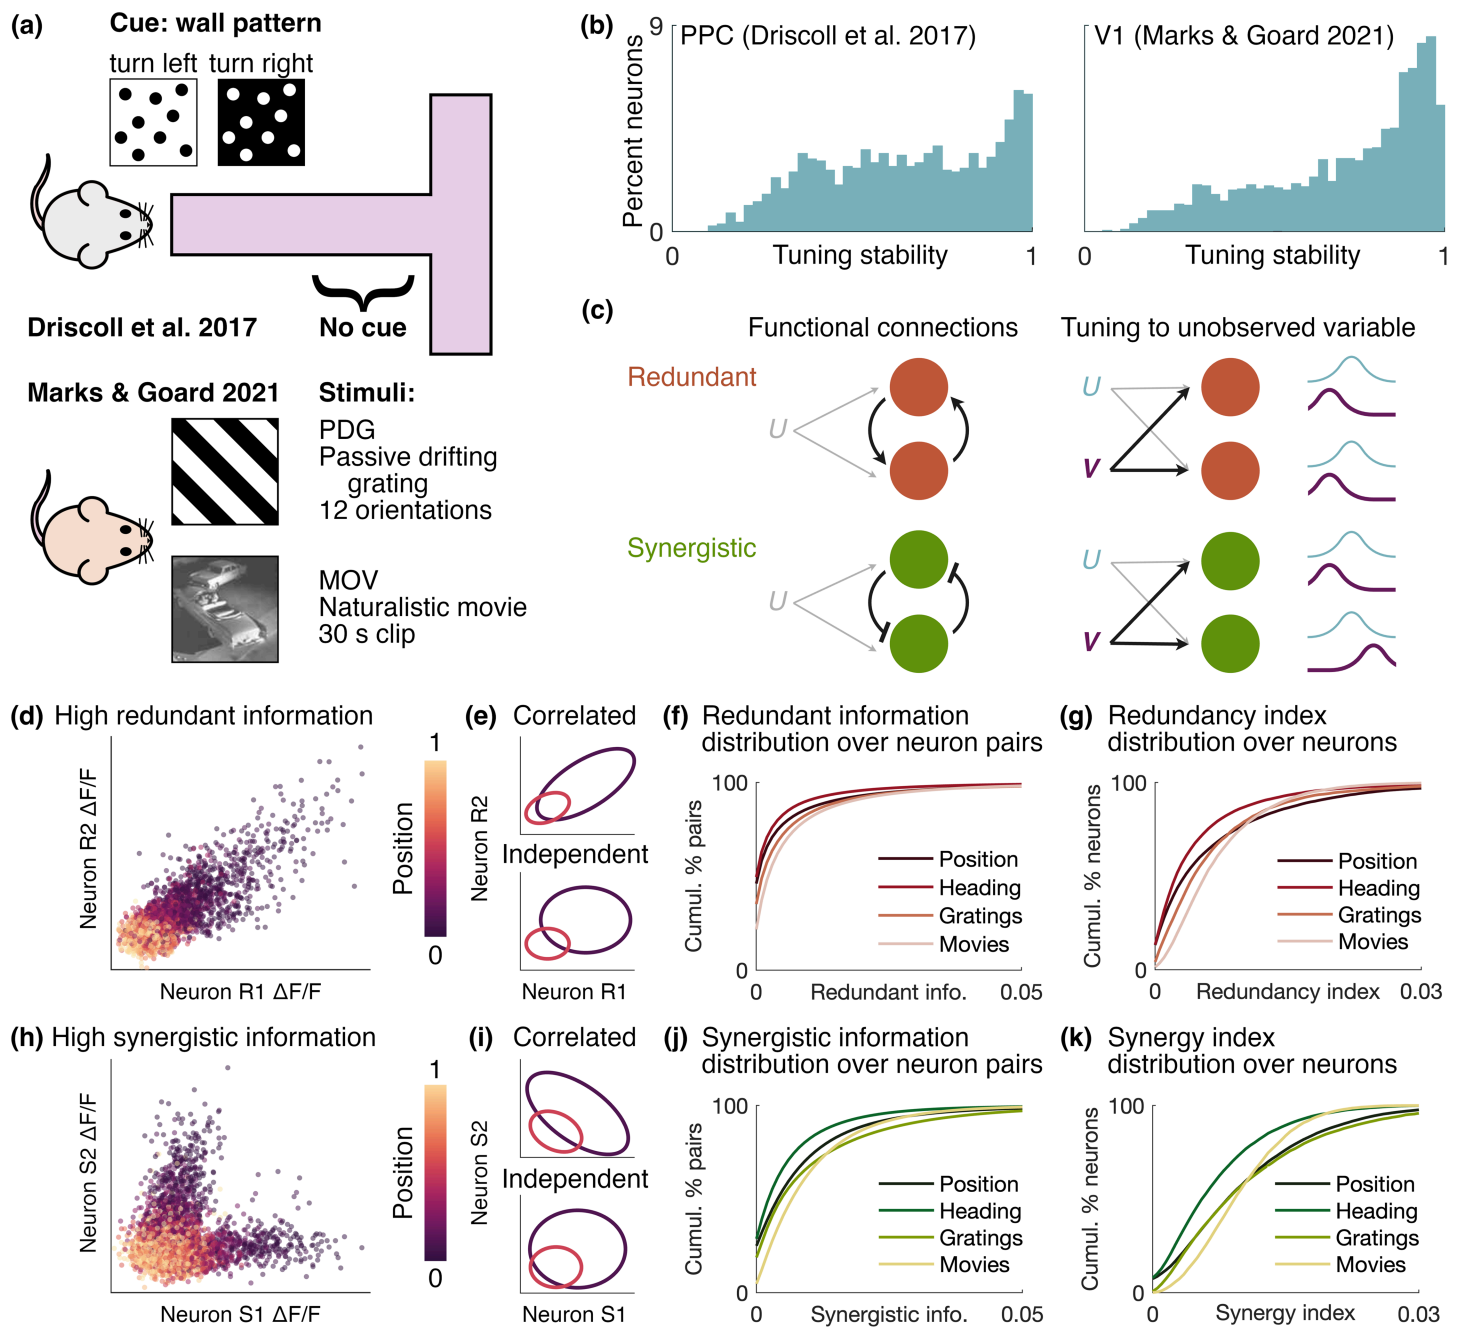 (a)
Cue: wall pattern
turn left turn right
Driscoll et al. 2017
No cue
Marks & Goard 2021
Stimuli:
PDG
Passive drifting
grating
12 orientations
MOV
Naturalistic movie
30 s clip
(b)
PPC (Driscoll et al. 2017)
Percent neurons
9
0
0
Tuning stability
1
V1 (Marks & Goard 2021)
0
Tuning stability
1
(c)
Functional connections
Tuning to unobserved variable
Redundant
U
U
V
Synergistic
U
U
V
(d) High redundant information
Neuron R2 ΔF/F
Neuron R1 ΔF/F
Position
1
0
(e) Correlated
Independent
Neuron R2
Neuron R1
(f) Redundant information
distribution over neuron pairs
Cumul. % pairs
100
0
Position
Heading
Gratings
Movies
0
Redundant info.
0.05
(g) Redundancy index
distribution over neurons
Cumul. % neurons
100
0
Position
Heading
Gratings
Movies
0
Redundancy index
0.03
(h) High synergistic information
Neuron S2 ΔF/F
Neuron S1 ΔF/F
Position
1
0
(i) Correlated
Independent
Neuron S2
Neuron S1
(j) Synergistic information
distribution over neuron pairs
Cumul. % pairs
100
0
Position
Heading
Gratings
Movies
0
Synergistic info.
0.05
(k) Synergy index
distribution over neurons
Cumul. % neurons
100
0
Position
Heading
Gratings
Movies
0
Synergy index
0.03